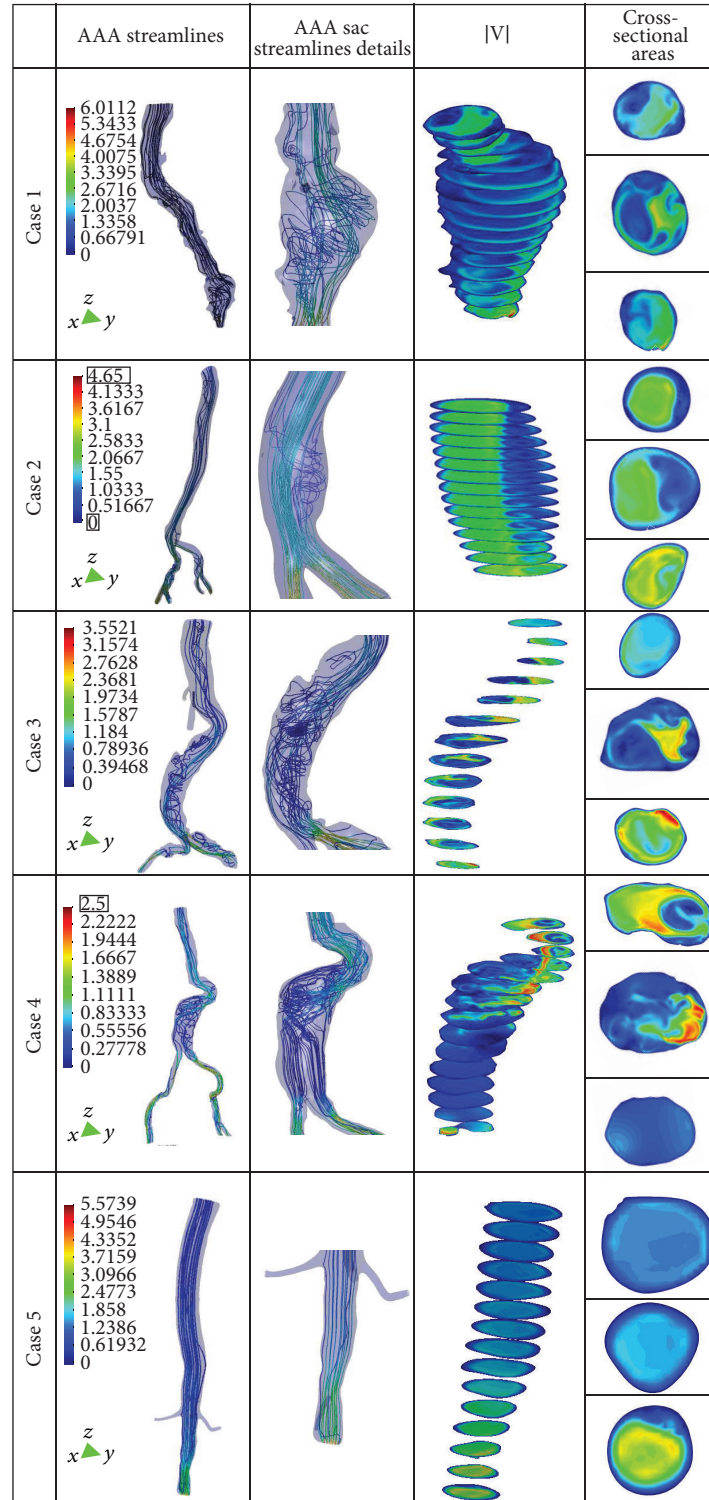 AAA streamlines
AAA sac
streamlines details
|V|
Cross-
sectional
areas
Case 1
6.0112
5.3433
4.6754
4.0075
3.3395
2.6716
2.0037
1.3358
0.66791
0
z
x y
Case 2
4.65
4.1333
3.6167
3.1
2.5833
2.0667
1.55
1.0333
0.51667
0
z
x y
Case 3
3.5521
3.1574
2.7628
2.3681
1.9734
1.5787
1.184
0.78936
0.39468
0
z
x y
Case 4
2.5
2.2222
1.9444
1.6667
1.3889
1.1111
0.83333
0.55556
0.27778
0
z
x y
Case 5
5.5739
4.9546
4.3352
3.7159
3.0966
2.4773
1.858
1.2386
0.61932
0
z
x y